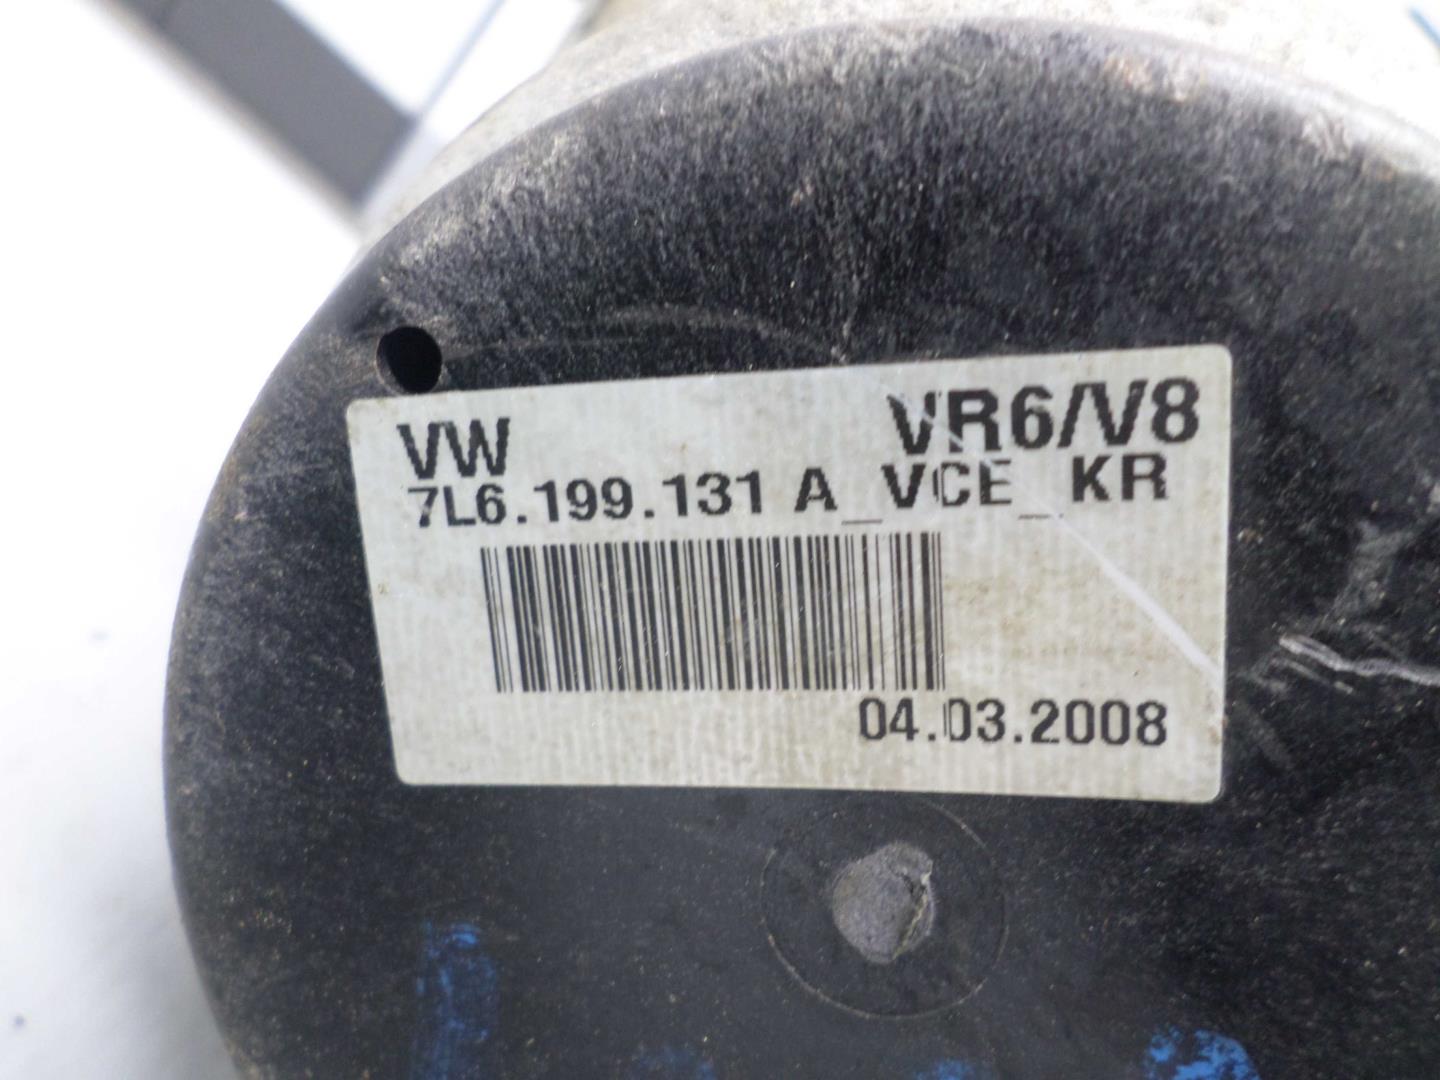 VW VR6/V8
7L6.199.131 A_VCE_KR
04.03.2008